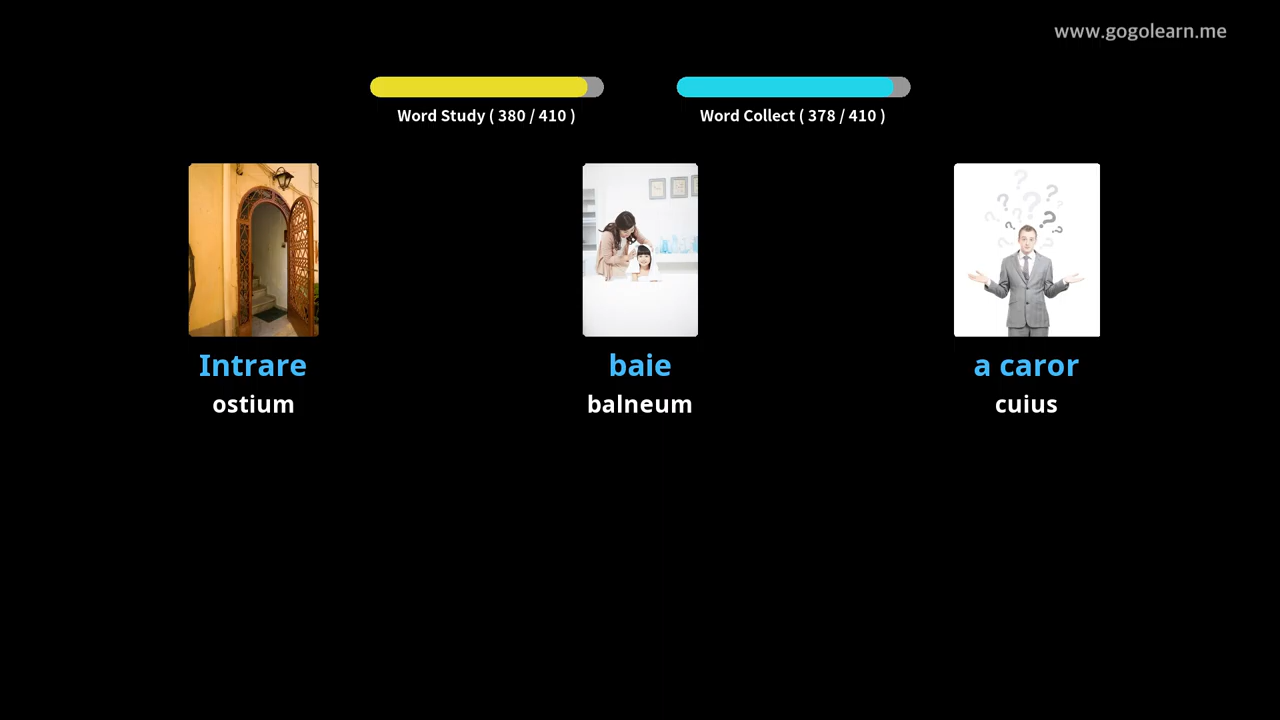 www.gogolearn.me
Word Study ( 380 / 410 )
Word Collect ( 378 / 410 )
Intrare
ostium
baie
balneum
a caror
cuius